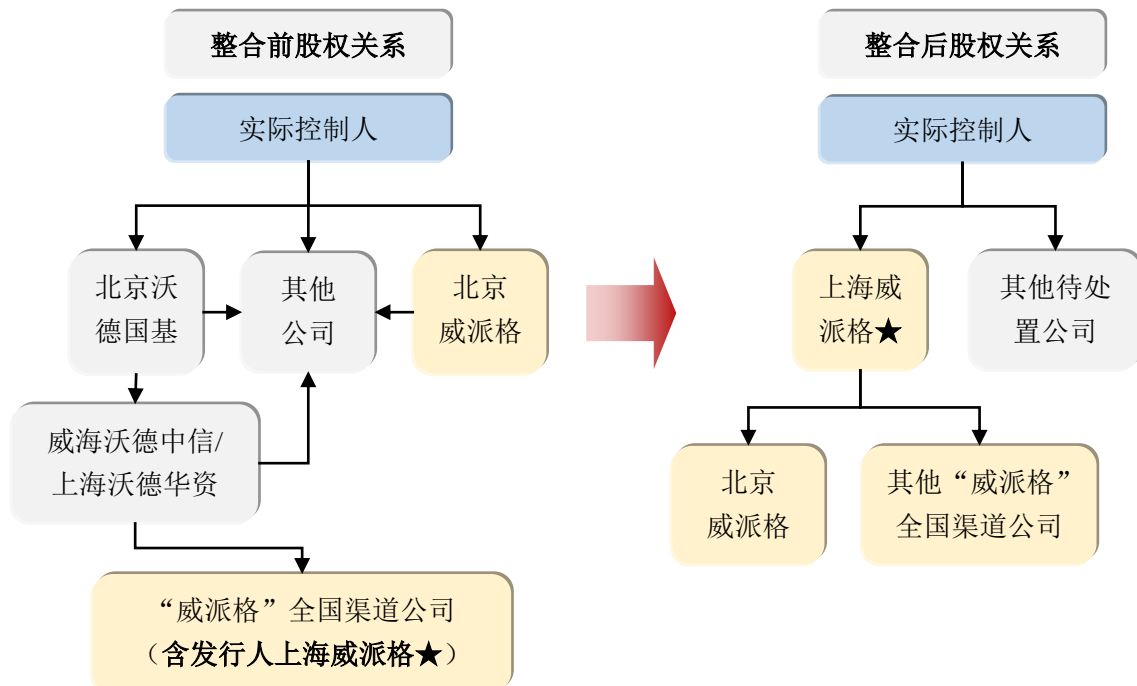 整合前股权关系
实际控制人
北京沃
德国基
其他
公司
北京
威派格
威海沃德中信/
上海沃德华资
“威派格”全国渠道公司
（含发行人上海威派格★）
整合后股权关系
实际控制人
上海威
派格★
其他待处
置公司
北京
威派格
其他“威派格”
全国渠道公司